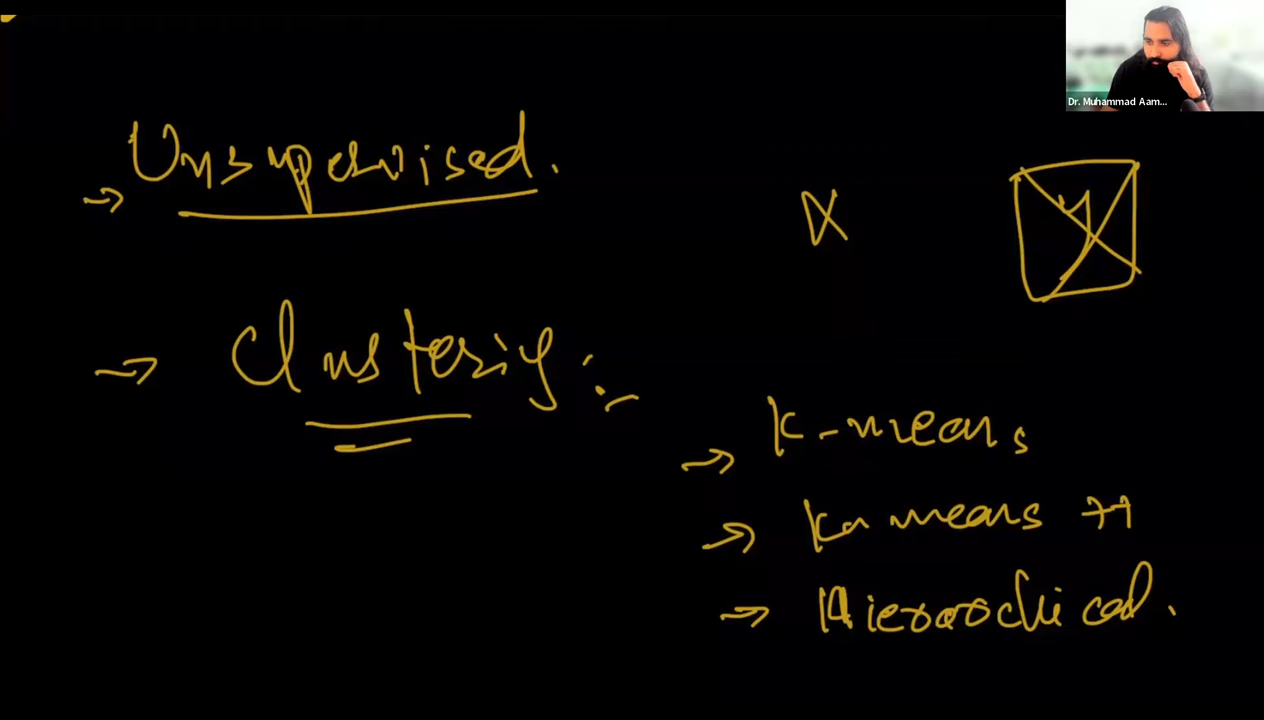 Dr. Muhammad Aam...
→ Unsupervised.
X y
→ Clustering :-
→ K-means
→ K-means ++
→ Hierarchical.